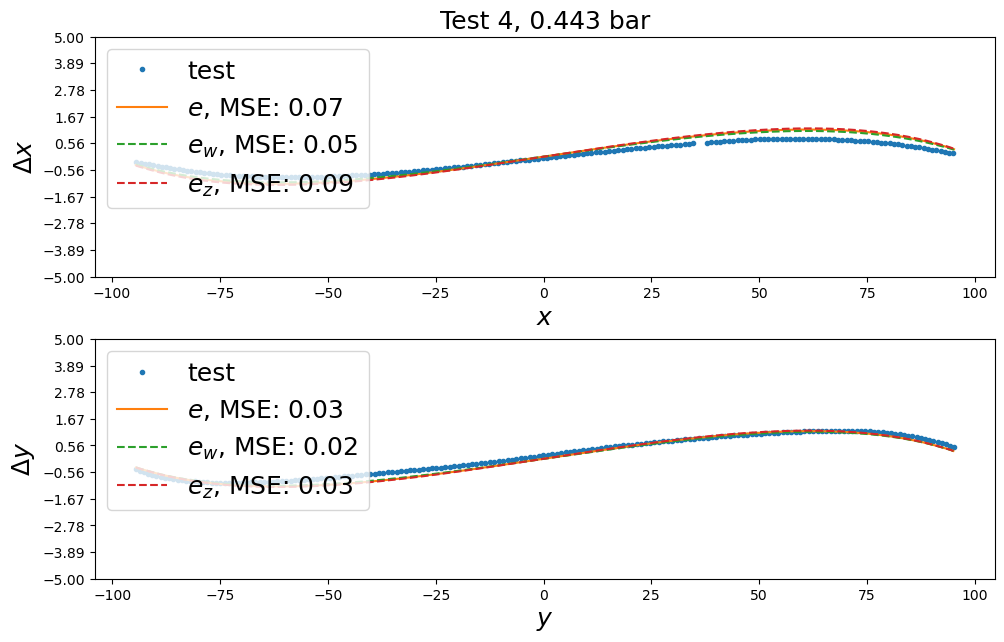 Test 4, 0.443 bar
5.00
3.89
2.78
1.67
0.56
−0.56
−1.67
−2.78
−3.89
−5.00
Δx
test
e, MSE: 0.07
e_w, MSE: 0.05
e_z, MSE: 0.09
−100 −75 −50 −25 0 25 50 75 100
x
5.00
3.89
2.78
1.67
0.56
−0.56
−1.67
−2.78
−3.89
−5.00
Δy
test
e, MSE: 0.03
e_w, MSE: 0.02
e_z, MSE: 0.03
−100 −75 −50 −25 0 25 50 75 100
y